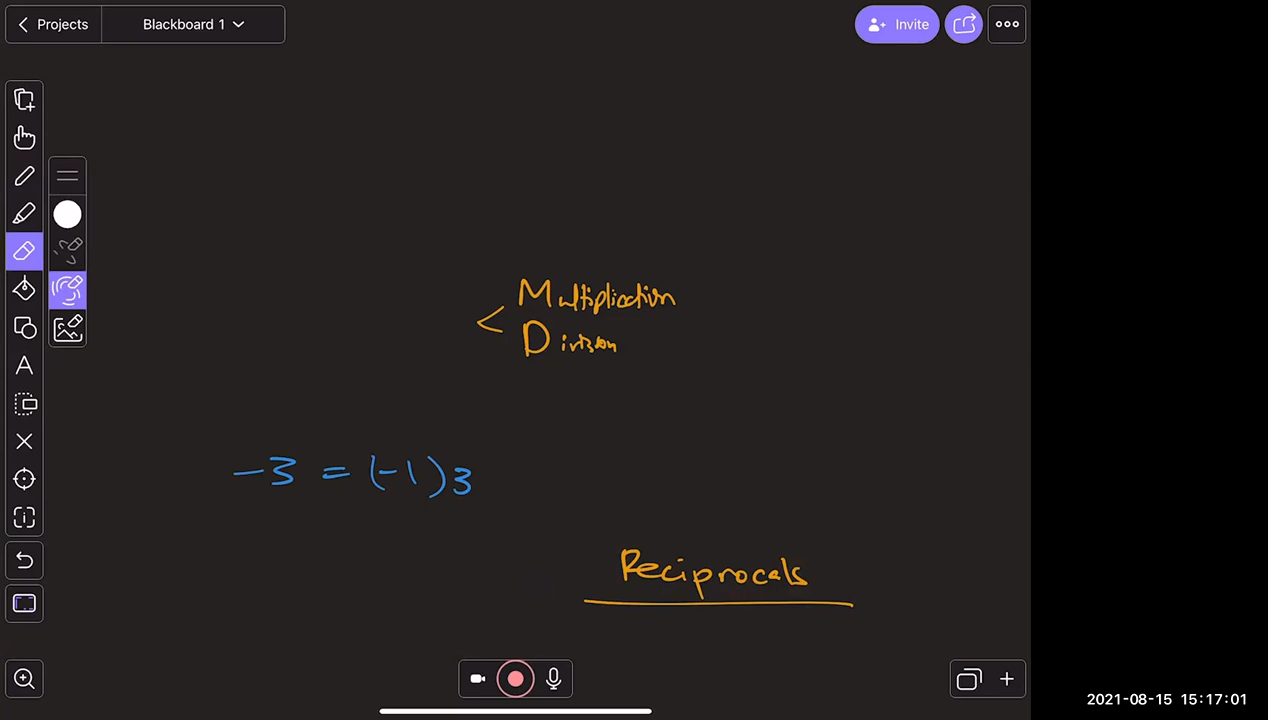 Projects
Blackboard 1
Invite
< Multiplication
Division
-3 = (-1)3
Reciprocals
A
2021-08-15 15:17:01